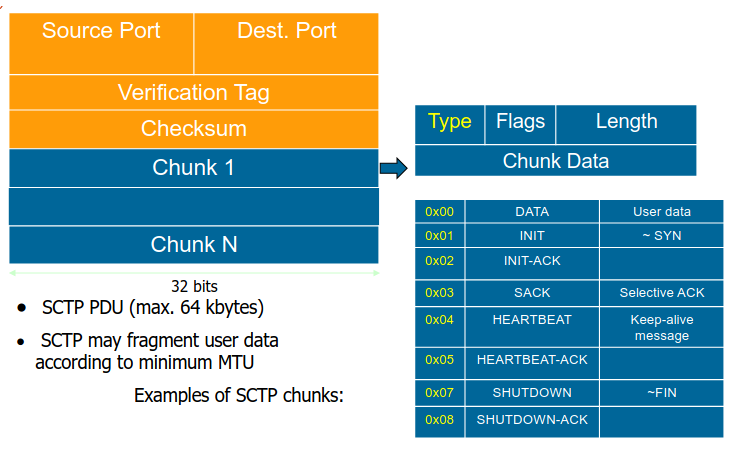 Source Port Dest. Port
Verification Tag
Checksum
Chunk 1
Chunk N
32 bits
• SCTP PDU (max. 64 kbytes)
• SCTP may fragment user data
according to minimum MTU
Examples of SCTP chunks:
Type Flags Length
Chunk Data
0x00 DATA User data
0x01 INIT ~ SYN
0x02 INIT-ACK
0x03 SACK Selective ACK
0x04 HEARTBEAT Keep-alive
message
0x05 HEARTBEAT-ACK
0x07 SHUTDOWN ~FIN
0x08 SHUTDOWN-ACK